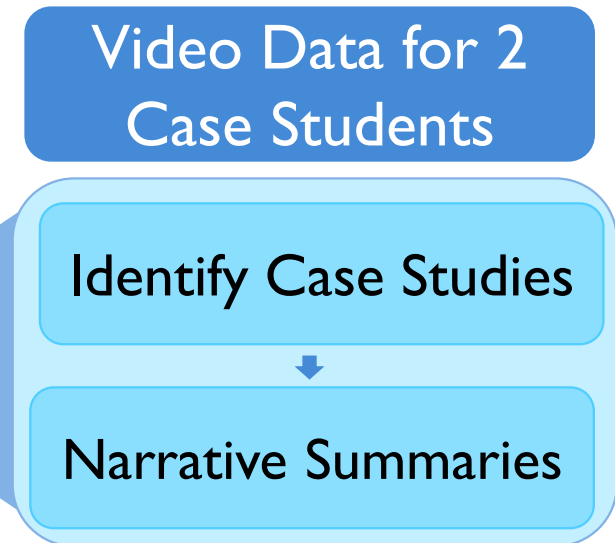 Video Data for 2
Case Students
Identify Case Studies
Narrative Summaries